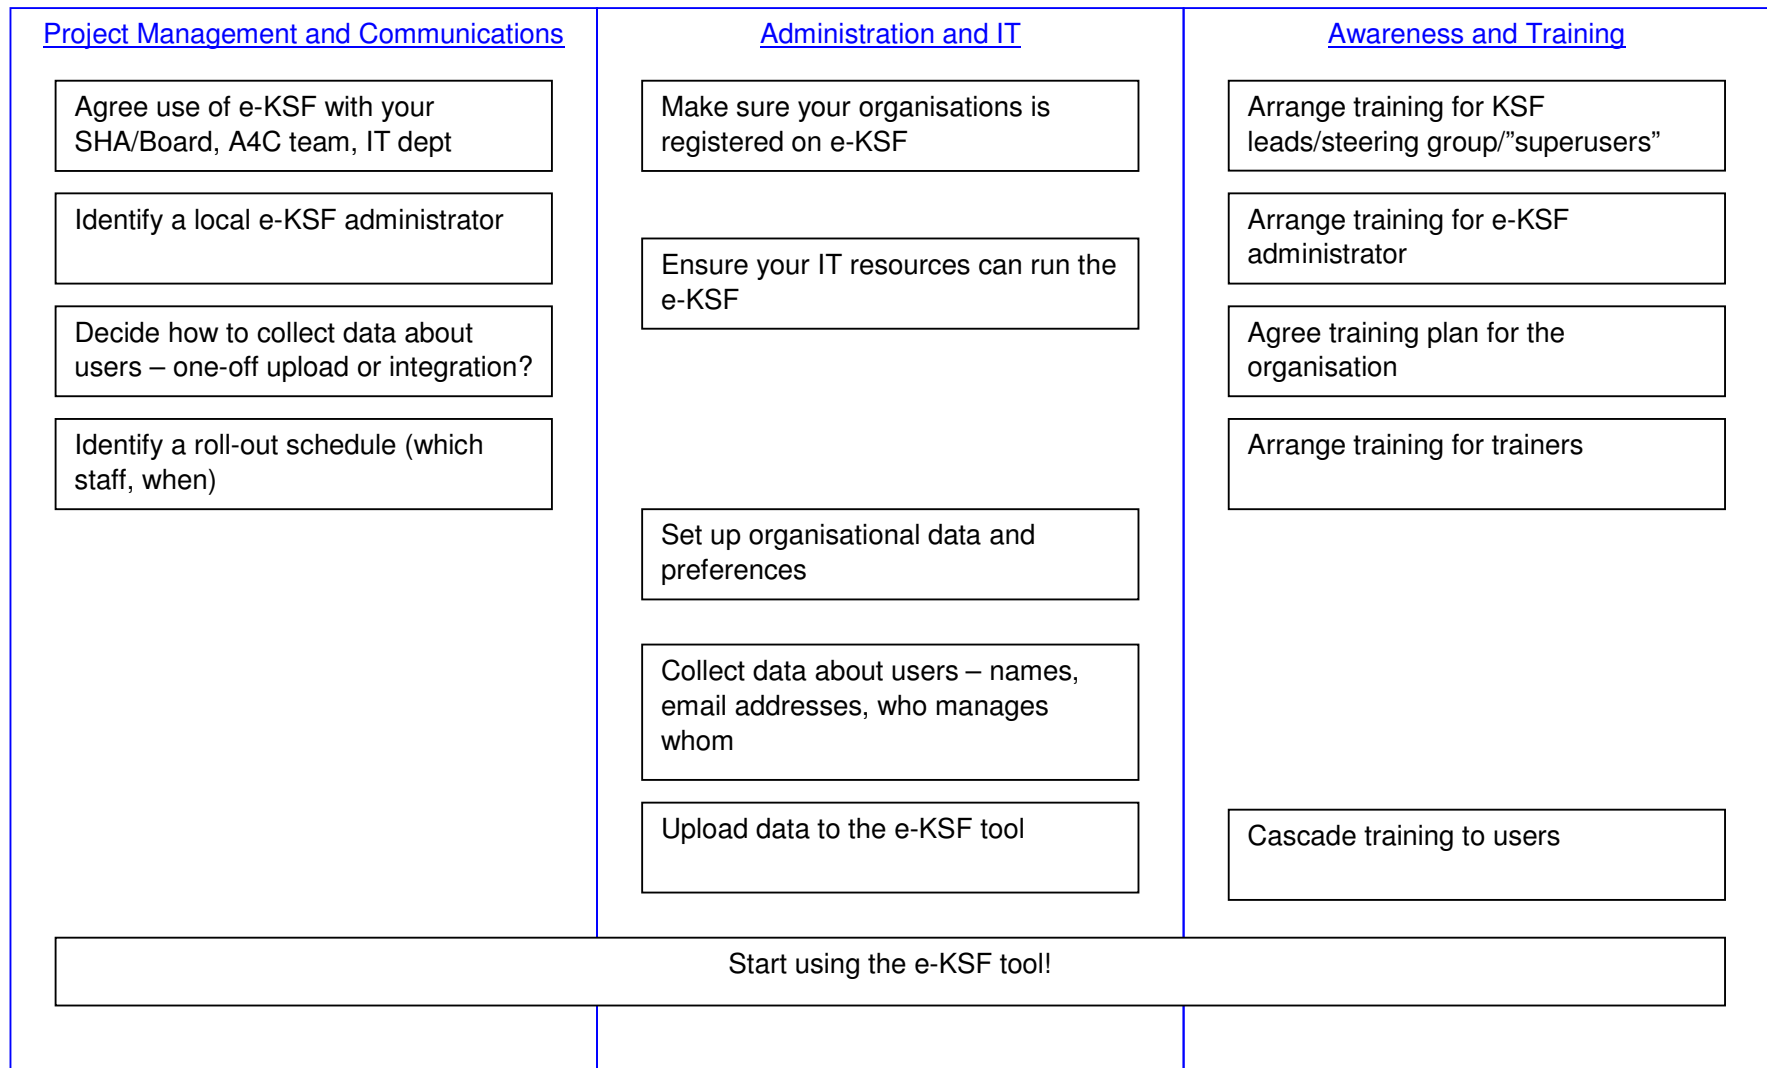 Project Management and Communications
Agree use of e-KSF with your
SHA/Board, A4C team, IT dept
Identify a local e-KSF administrator
Decide how to collect data about
users – one-off upload or integration?
Identify a roll-out schedule (which
staff, when)
Administration and IT
Make sure your organisations is
registered on e-KSF
Ensure your IT resources can run the
e-KSF
Set up organisational data and
preferences
Collect data about users – names,
email addresses, who manages
whom
Upload data to the e-KSF tool
Awareness and Training
Arrange training for KSF
leads/steering group/”superusers”
Arrange training for e-KSF
administrator
Agree training plan for the
organisation
Arrange training for trainers
Cascade training to users
Start using the e-KSF tool!